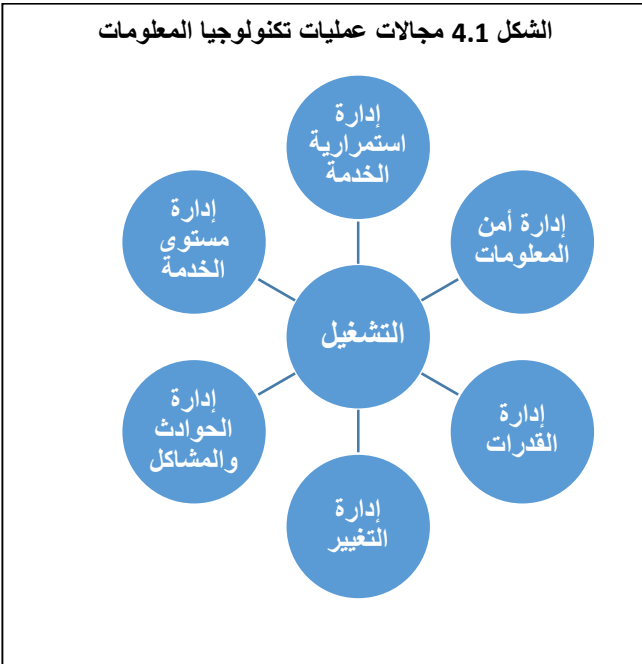 الشكل 4.1 مجالات عمليات تكنولوجيا المعلومات
إدارة
استمرارية
الخدمة
إدارة أمن
المعلومات
إدارة
القدرات
إدارة
التغيير
إدارة
الحوادث
والمشاكل
إدارة
مستوى
الخدمة
التشغيل